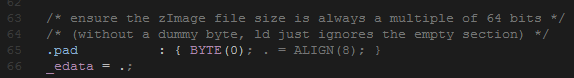 62
63 /* ensure the zImage file size is always a multiple of 64 bits */
64 /* (without a dummy byte, ld just ignores the empty section) */
65 .pad : { BYTE(0); . = ALIGN(8); }
66 _edata = .;